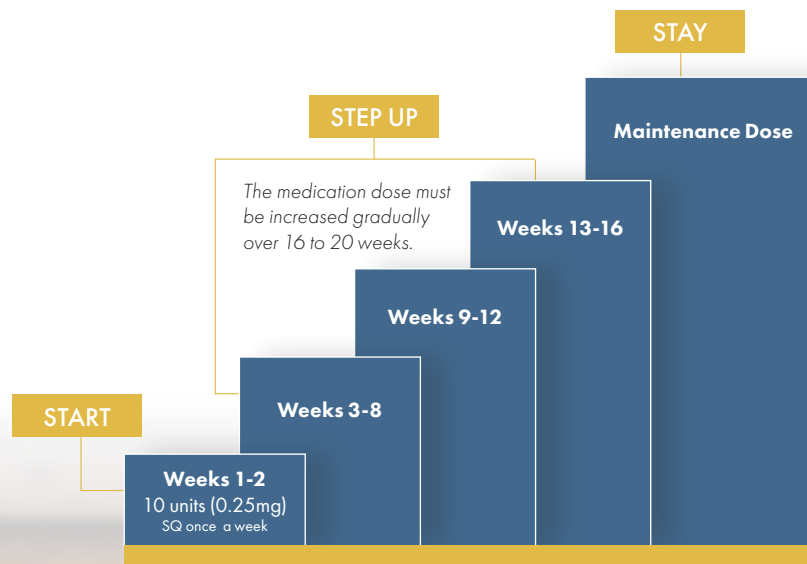 STAY
Maintenance Dose
STEP UP
The medication dose must
be increased gradually
over 16 to 20 weeks.
Weeks 13-16
Weeks 9-12
Weeks 3-8
START
Weeks 1-2
10 units (0.25mg)
SQ once a week